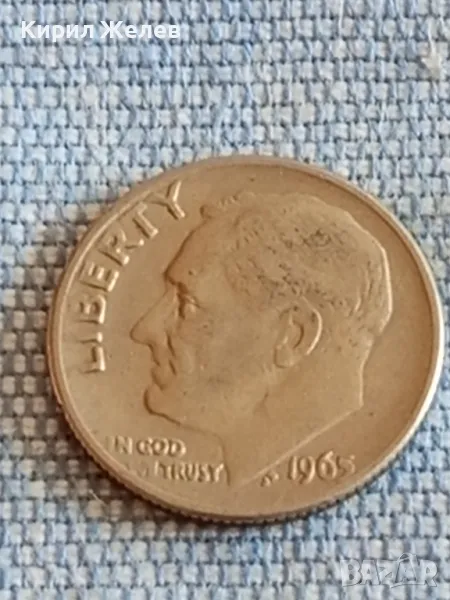 Кирил Желев
LIBERTY
IN GOD
WE TRUST
1965
BAZAR